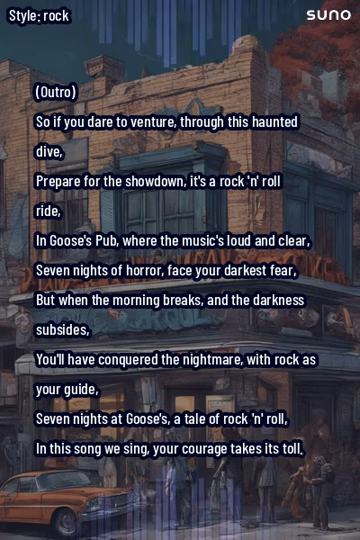 Style: rock
suno
(Outro)
So if you dare to venture, through this haunted
dive,
Prepare for the showdown, it's a rock 'n' roll
ride,
In Goose's Pub, where the music's loud and clear,
Seven nights of horror, face your darkest fear,
But when the morning breaks, and the darkness
subsides,
You'll have conquered the nightmare, with rock as
your guide,
Seven nights at Goose's, a tale of rock 'n' roll,
In this song we sing, your courage takes its toll.